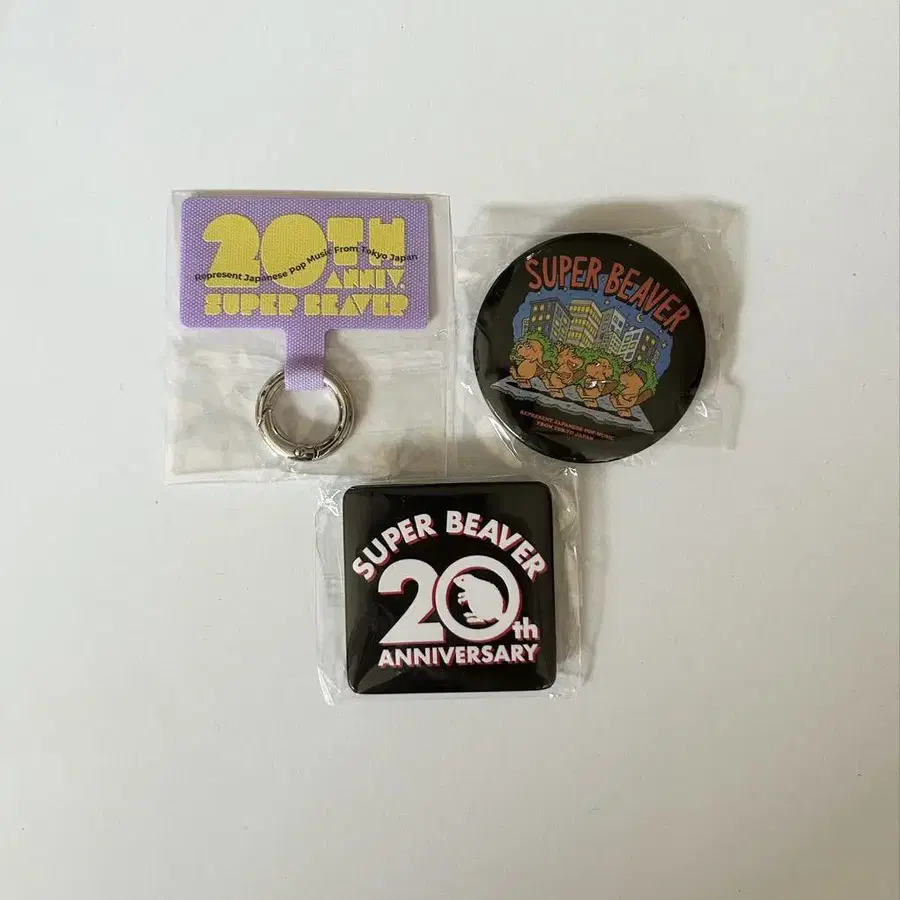 20TH
Represent Japanese Pop Music From Tokyo Japan
ANNIV.
SUPER BEAVER
SUPER BEAVER
REPRESENT JAPANESE POP MUSIC
FROM TOKYO JAPAN
SUPER BEAVER
20th
ANNIVERSARY